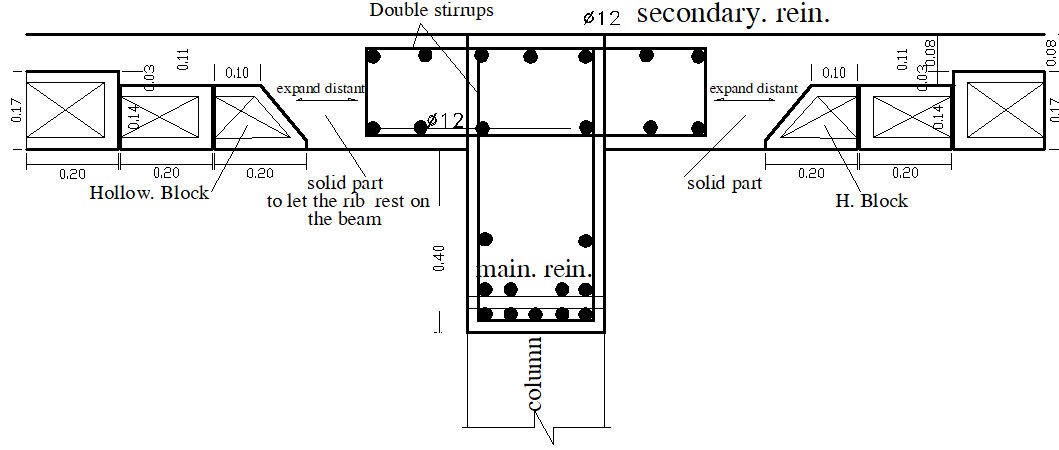 Double stirrups
ø12 secondary. rein.
0.11
0.03
0.10
expand distant
0.17
0.14
ø12
0.20
0.20
0.20
Hollow. Block
solid part
to let the rib rest on
the beam
0.40
main. rein.
column
expand distant
0.10
0.11
0.03
0.08
0.08
0.14
0.17
solid part
0.20
0.20
H. Block